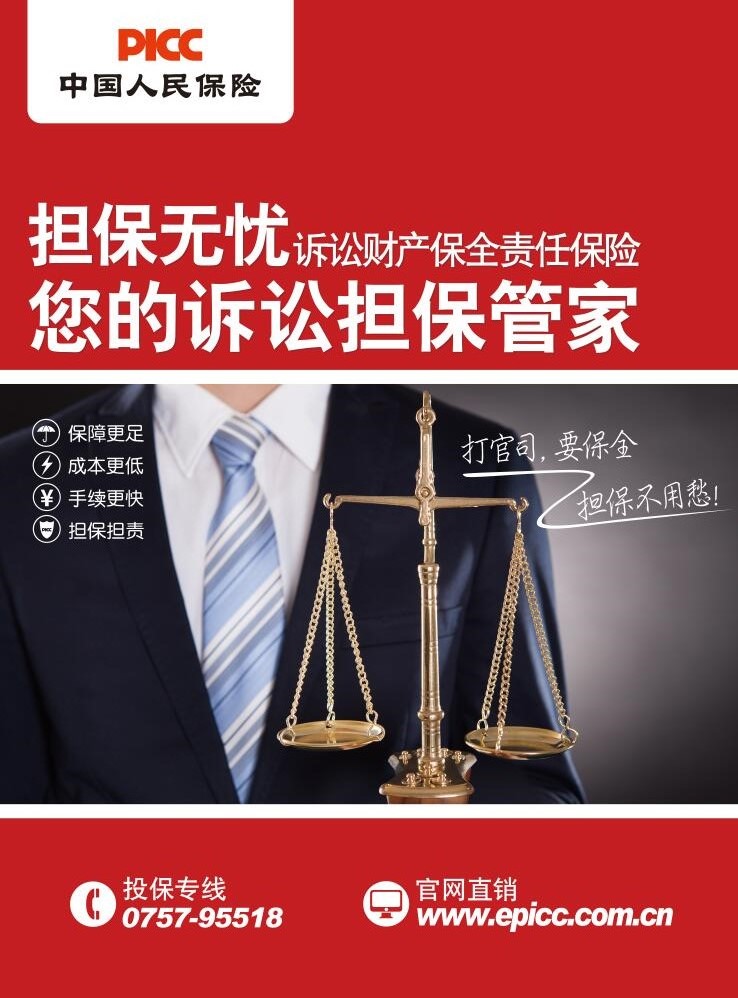 PICC
中国人民保险
担保无忧 诉讼财产保全责任保险
您的诉讼担保管家
保障更足
成本更低
¥ 手续更快
PICC 担保担责
打官司,要保全
担保不用愁!
投保专线
0757-95518
官网直销
www.epicc.com.cn